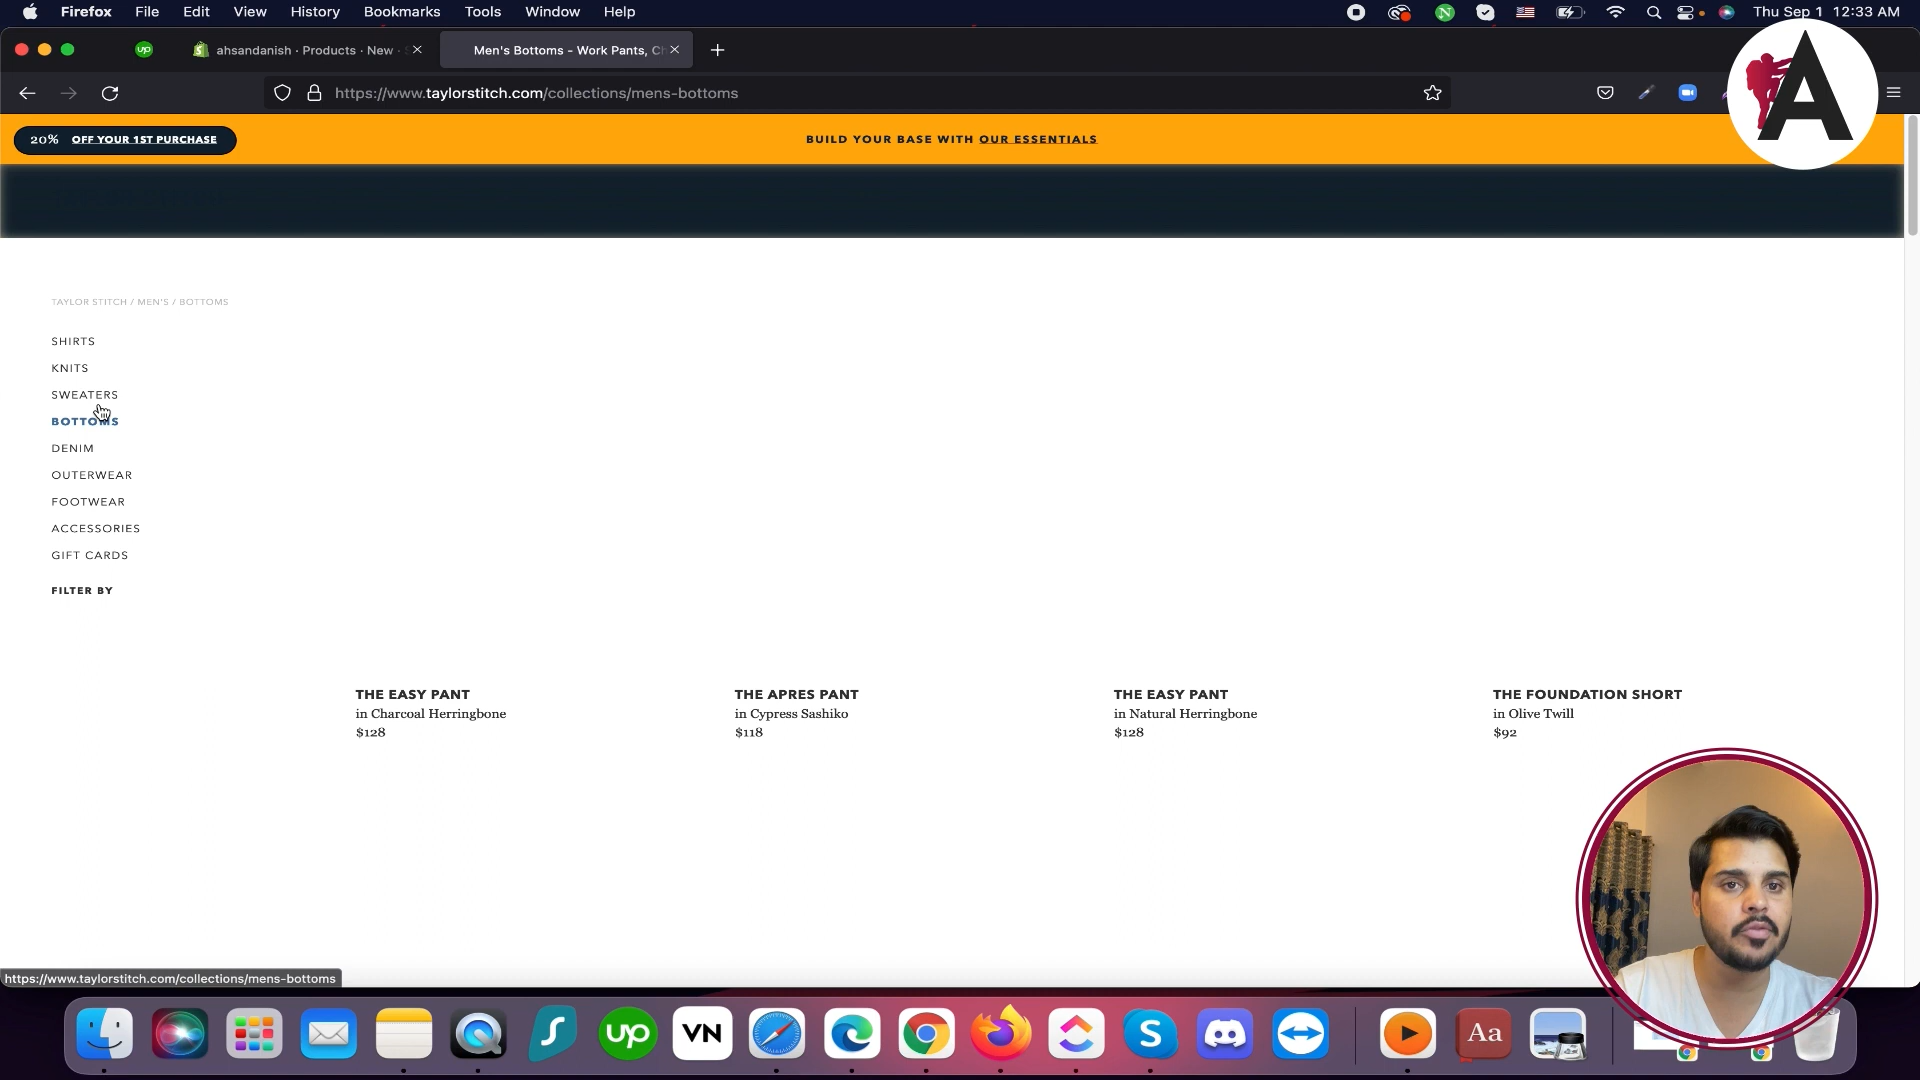 Firefox File Edit View History Bookmarks Tools Window Help
Thu Sep 1 12:33 AM
up
ahsandanish · Products · New ·
Men's Bottoms - Work Pants, Ch
https://www.taylorstitch.com/collections/mens-bottoms
A
20% OFF YOUR 1ST PURCHASE
BUILD YOUR BASE WITH OUR ESSENTIALS
TAYLOR STITCH / MEN'S / BOTTOMS
SHIRTS
KNITS
SWEATERS
BOTTOMS
DENIM
OUTERWEAR
FOOTWEAR
ACCESSORIES
GIFT CARDS
FILTER BY
THE EASY PANT
in Charcoal Herringbone
$128
THE APRES PANT
in Cypress Sashiko
$118
THE EASY PANT
in Natural Herringbone
$128
THE FOUNDATION SHORT
in Olive Twill
$92
https://www.taylorstitch.com/collections/mens-bottoms
up
VN
S
Aa